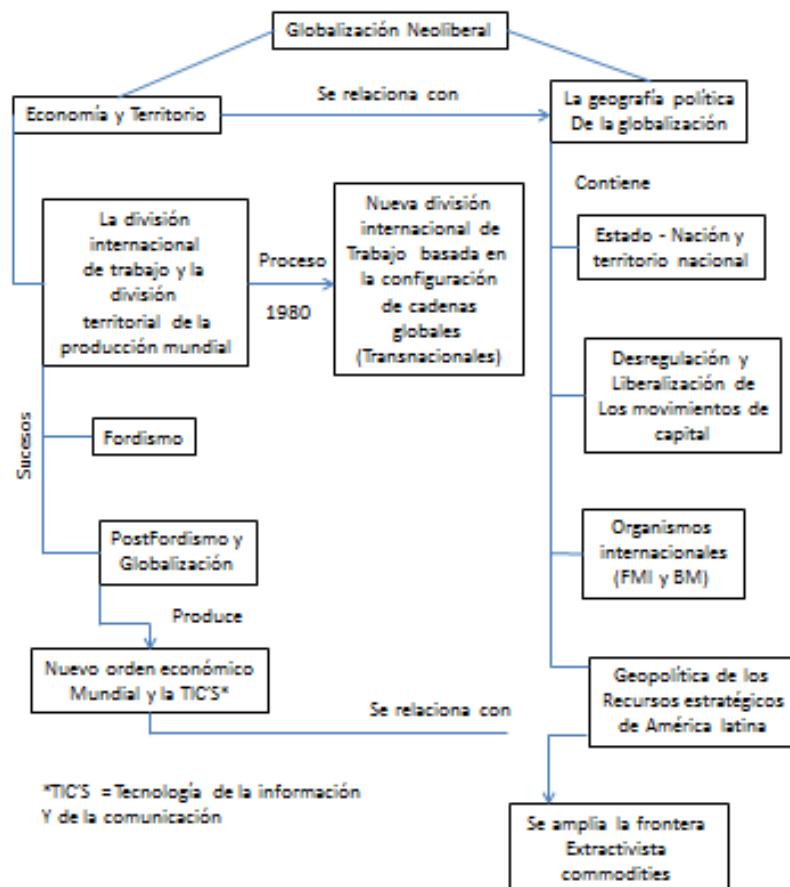 Globalización Neoliberal
Economía y Territorio
Se relaciona con
La geografía política
De la globalización
La división
internacional
de trabajo y la
división
territorial de la
producción mundial
Proceso
1980
Nueva división
internacional de
Trabajo basada en
la configuración
de cadenas
globales
(Transnacionales)
Contiene
Estado - Nación y
territorio nacional
Desregulación y
Liberalización de
Los movimientos de
capital
Sucesos
Fordismo
PostFordismo y
Globalización
Organismos
internacionales
(FMI y BM)
Produce
Nuevo orden económico
Mundial y la TIC'S*
Se relaciona con
Geopolítica de los
Recursos estratégicos
de América latina
*TIC'S = Tecnología de la información
Y de la comunicación
Se amplia la frontera
Extractivista
commodities